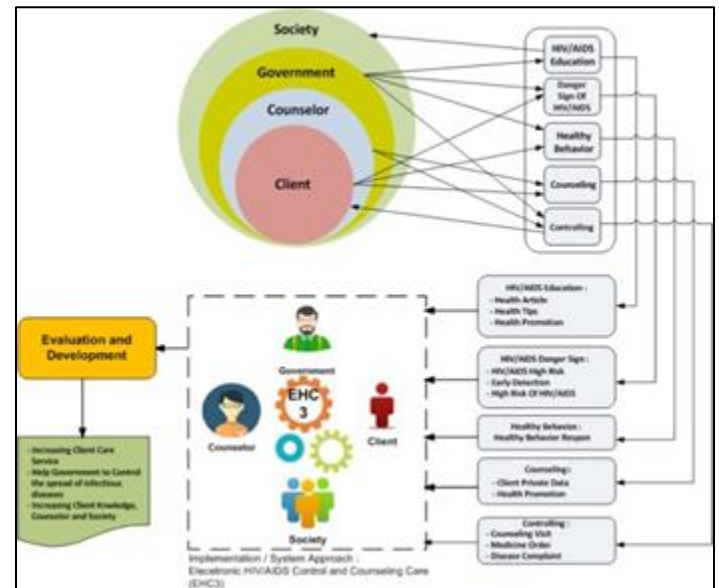 Society
Government
Counselor
Client
HIV/AIDS
Education
Danger
Sign Of
HIV/AIDS
Healthy
Behavior
Counseling
Controlling
HIV/AIDS Education :
- Health Article
- Health Tips
- Health Promotion
HIV/AIDS Danger Sign :
- HIV/AIDS High Risk
- Early Detection
- High Risk Of HIV/AIDS
Healthy Behavior :
Healthy Behavior Respon
Counseling :
- Client Private Data
- Health Promotion
Controlling :
- Counseling Visit
- Medicine Order
- Disease Complaint
Government
EHC
3
Counselor
Client
Society
Implementation / System Approach :
Elecetronic HIV/AIDS Control and Counseling Care
(EHC3)
Evaluation and
Development
- Increasing Client Care
Service
- Help Government to Control
the spread of infectious
diseases
- Increasing Client Knowledge,
Counselor and Society